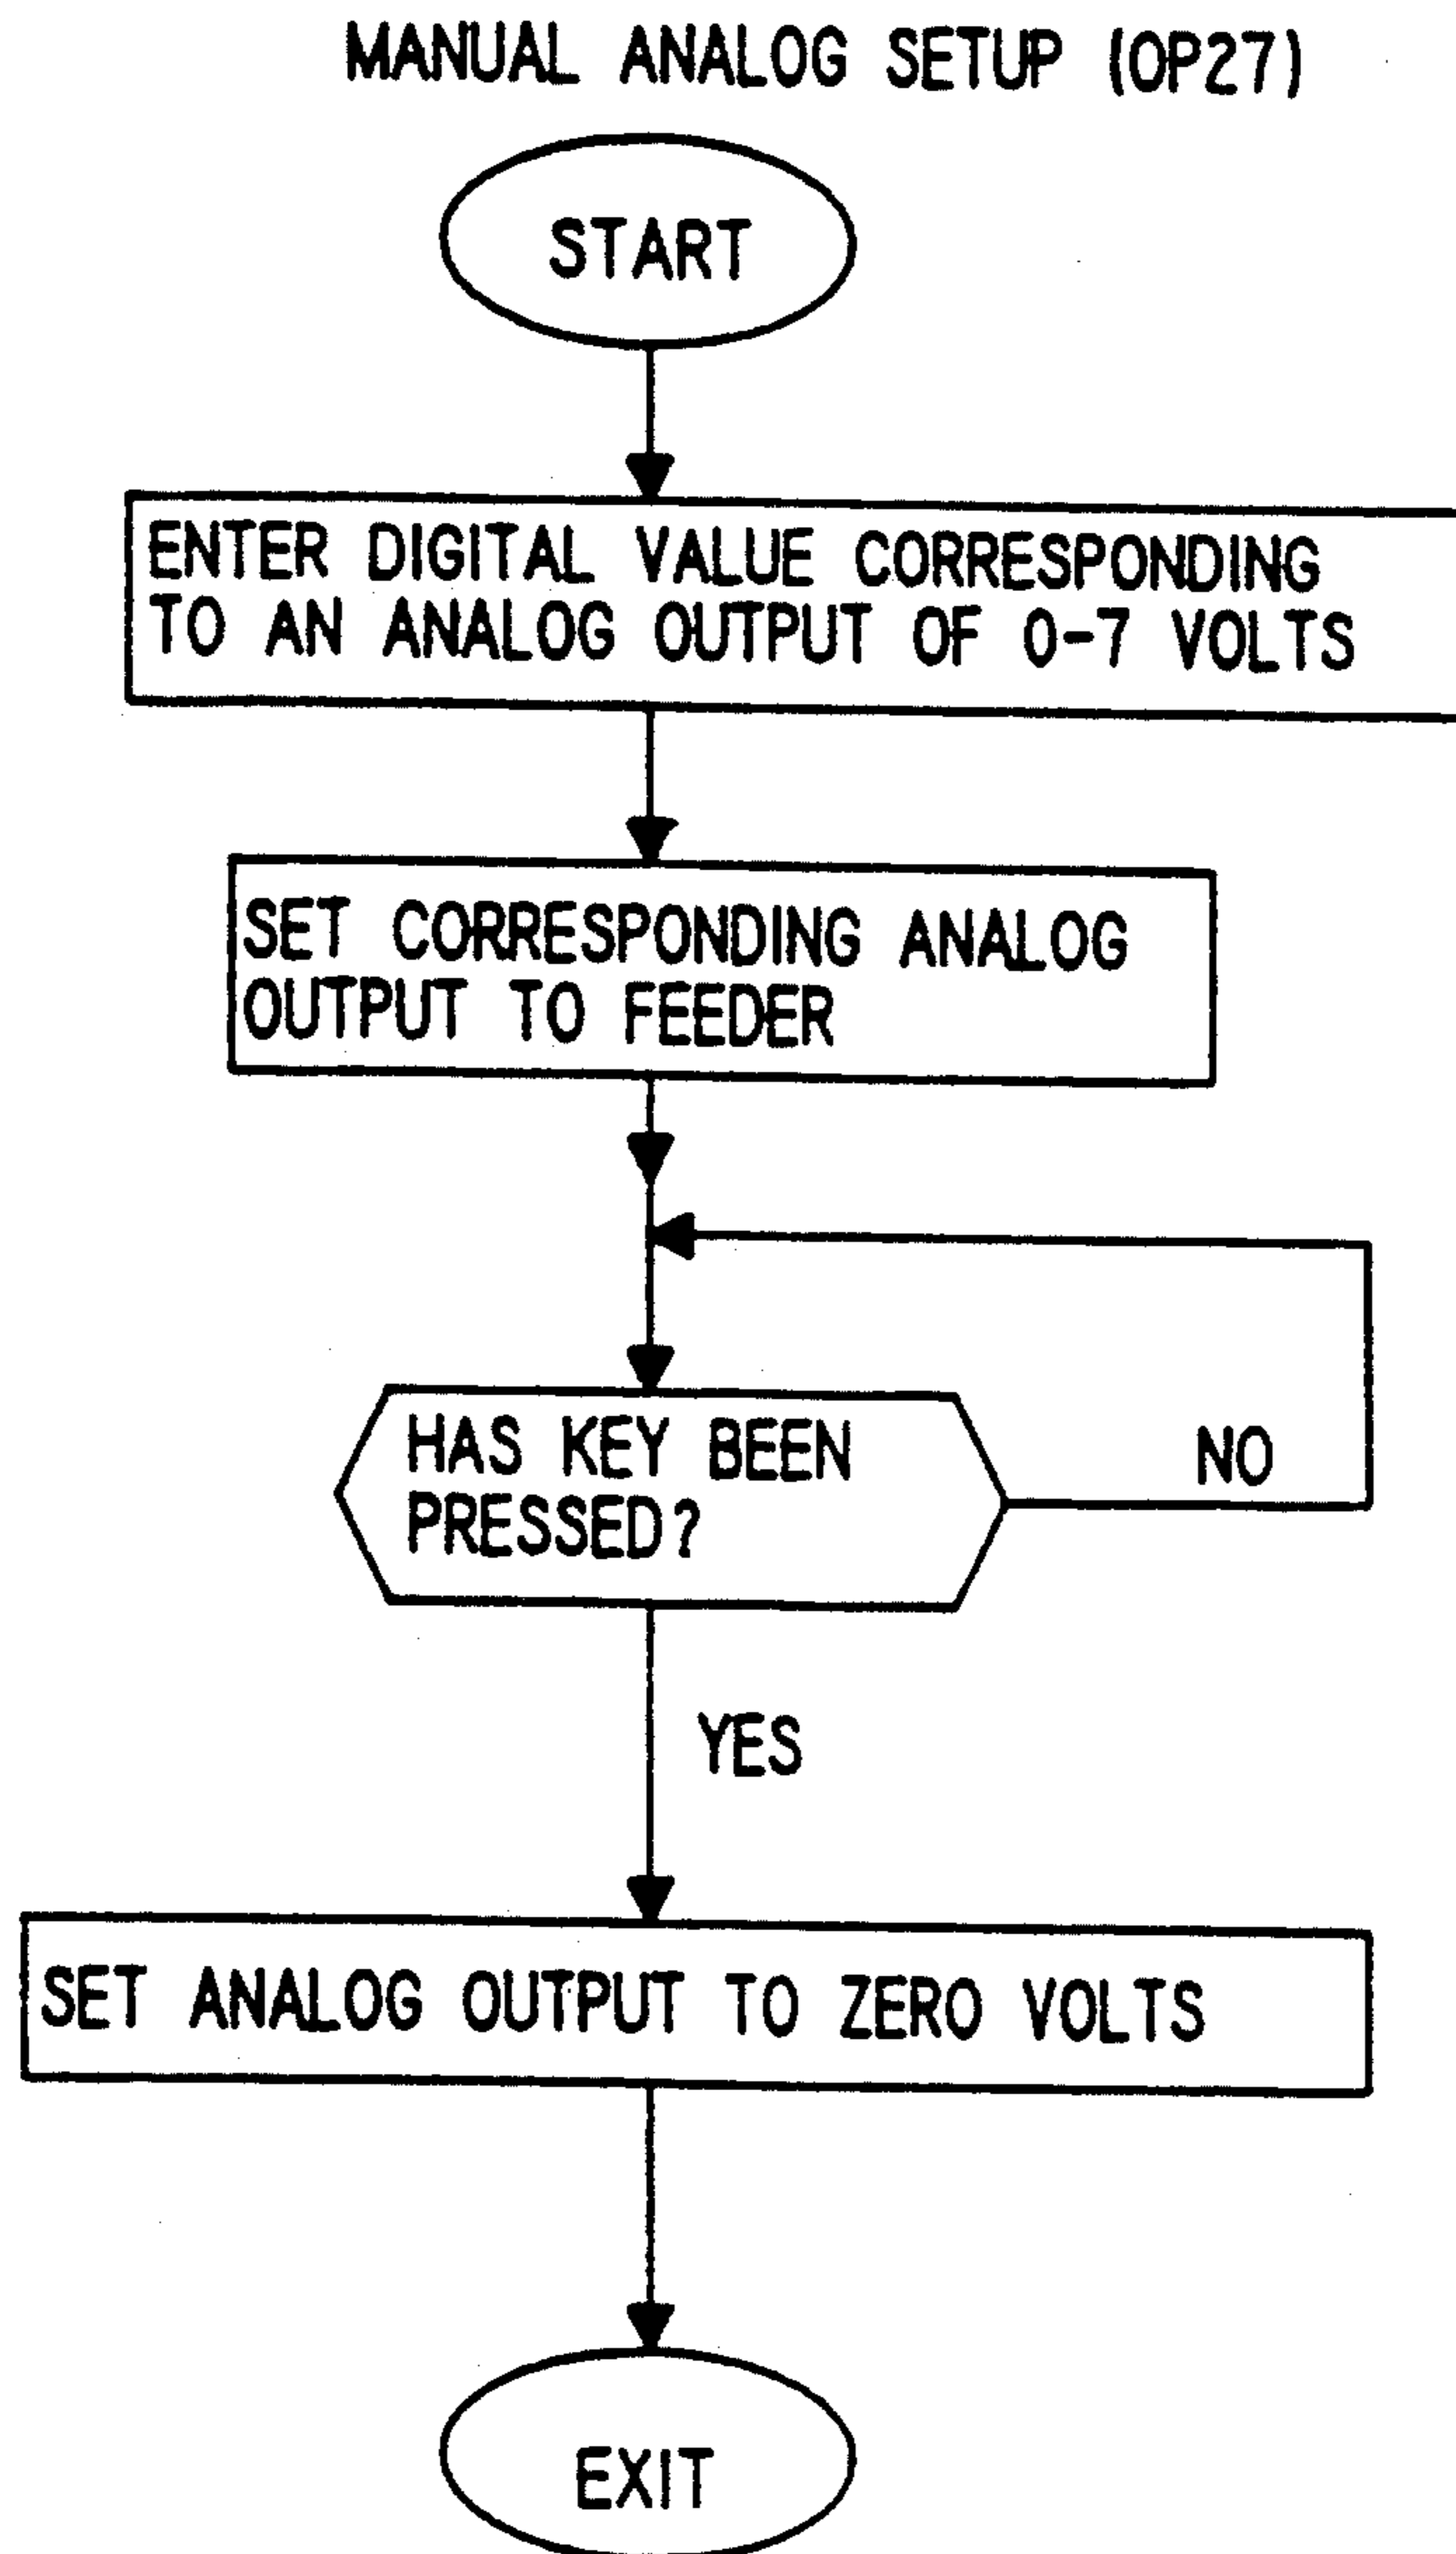 MANUAL ANALOG SETUP (OP27)
START
ENTER DIGITAL VALUE CORRESPONDING
TO AN ANALOG OUTPUT OF 0-7 VOLTS
SET CORRESPONDING ANALOG
OUTPUT TO FEEDER
HAS KEY BEEN
PRESSED?
NO
YES
SET ANALOG OUTPUT TO ZERO VOLTS
EXIT